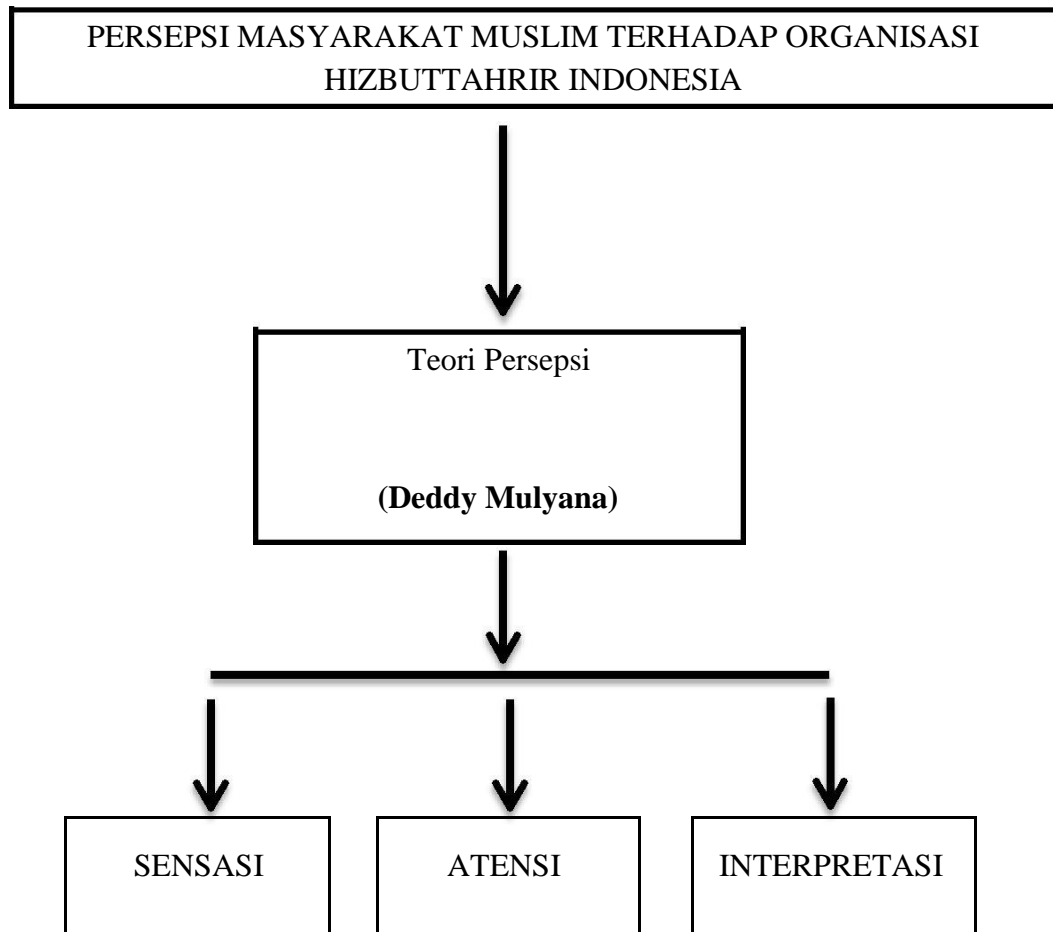 PERSEPSI MASYARAKAT MUSLIM TERHADAP ORGANISASI
HIZBUTTAHRIR INDONESIA
Teori Persepsi
(Deddy Mulyana)
SENSASI
ATENSI
INTERPRETASI